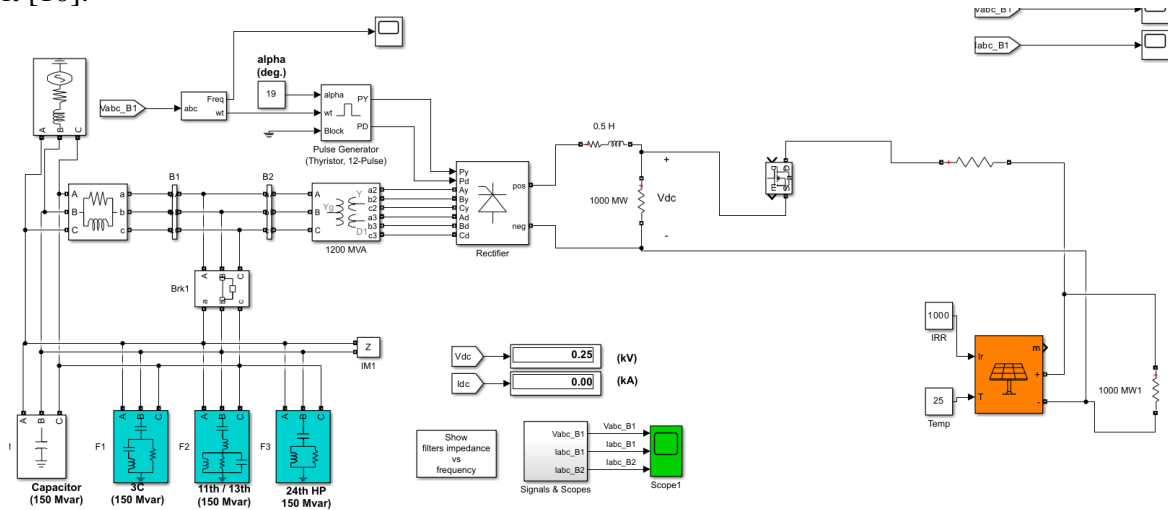 Vabc_B1
Iabc_B1
alpha
(deg.)
19
Vabc_B1
abc
Freq
wt
alpha
wt
Block
PY
PD
Pulse Generator
(Thyristor, 12-Pulse)
A
B
C
A
B
C
a
b
c
B1
B2
A
B
C
Yg
Y
D1
a2
b2
c2
a3
b3
c3
1200 MVA
Py
Pd
Ay
By
Cy
Ad
Bd
Cd
pos
neg
Rectifier
0.5 H
1000 MW
+
Vdc
-
Brk1
A
B
C
a
b
c
Z
IM1
1000
IRR
Ir
T
m
+
-
25
Temp
1000 MW1
Vdc
0.25
(kV)
Idc
0.00
(kA)
A
B
C
Capacitor
(150 Mvar)
F1
A
B
C
3C
(150 Mvar)
F2
A
B
C
11th / 13th
(150 Mvar)
F3
A
B
C
24th HP
150 Mvar)
Show
filters impedance
vs
frequency
Vabc_B1
Iabc_B1
Iabc_B2
Signals & Scopes
Vabc_B1
Iabc_B1
Iabc_B2
Scope1